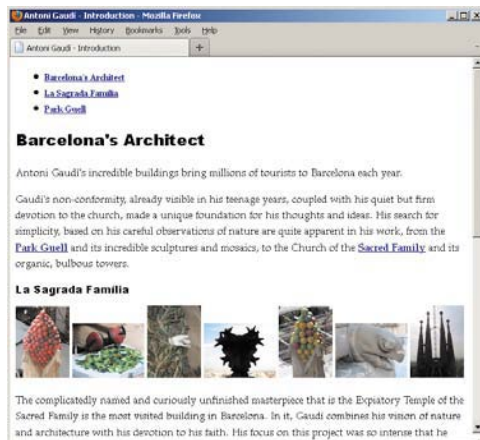 Antoni Gaudí - Introduction - Mozilla Firefox
File Edit View History Bookmarks Tools Help
Antoni Gaudí - Introduction
Barcelona's Architect
La Sagrada Família
Park Guell
Barcelona's Architect
Antoni Gaudí's incredible buildings bring millions of tourists to Barcelona each year.
Gaudí's non-conformity, already visible in his teenage years, coupled with his quiet but firm
devotion to the church, made a unique foundation for his thoughts and ideas. His search for
simplicity, based on his careful observations of nature are quite apparent in his work, from the
Park Guell and its incredible sculptures and mosaics, to the Church of the Sacred Family and its
organic, bulbous towers.
La Sagrada Família
The complicatedly named and curiously unfinished masterpiece that is the Expiatory Temple of the
Sacred Family is the most visited building in Barcelona. In it, Gaudí combines his vision of nature
and architecture with his devotion to his faith. His focus on this project was so intense that he